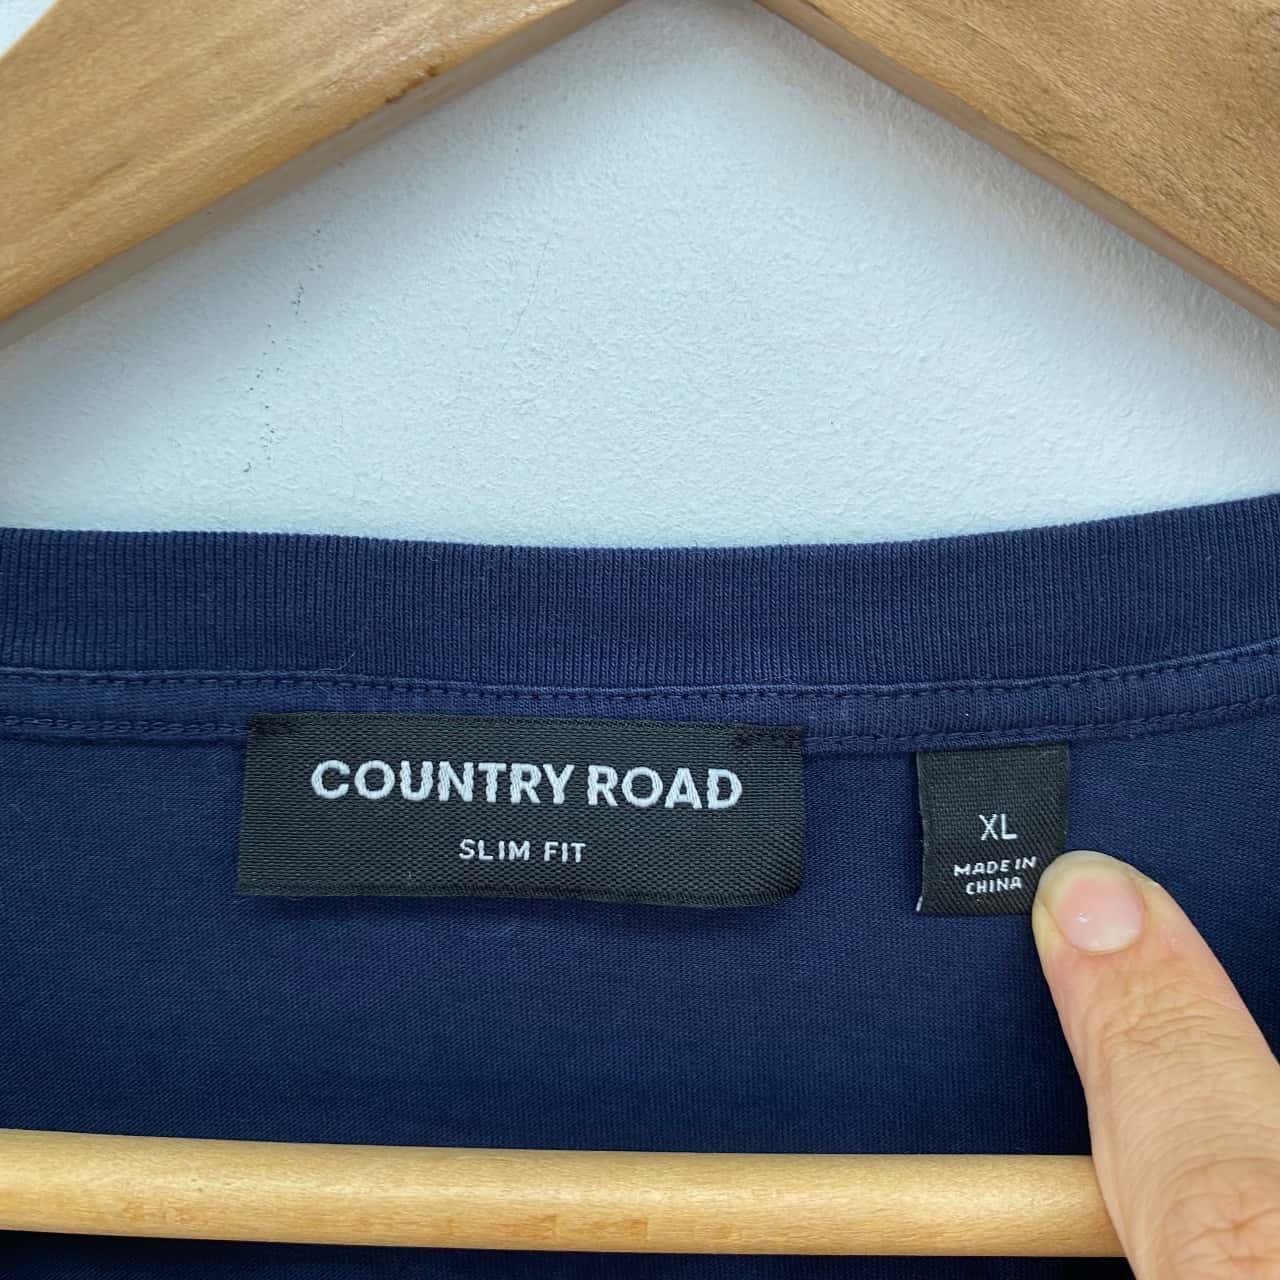 COUNTRY ROAD
SLIM FIT
XL
MADE IN
CHINA